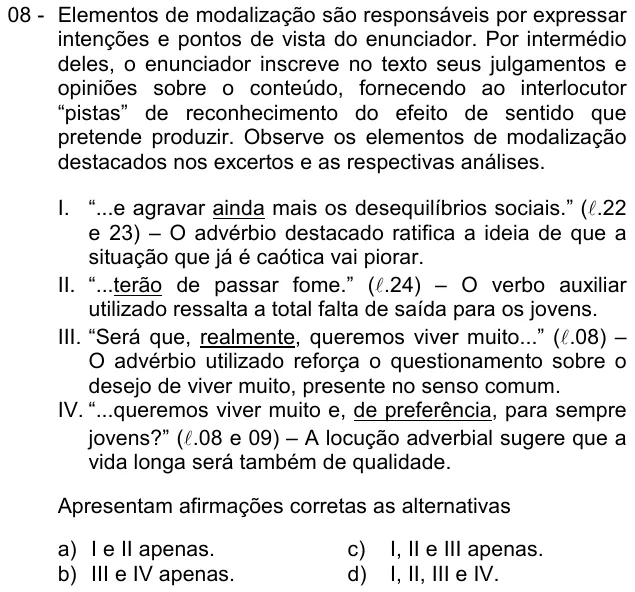 08 - Elementos de modalização são responsáveis por expressar
intenções e pontos de vista do enunciador. Por intermédio
deles, o enunciador inscreve no texto seus julgamentos e
opiniões sobre o conteúdo, fornecendo ao interlocutor
“pistas” de reconhecimento do efeito de sentido que
pretende produzir. Observe os elementos de modalização
destacados nos excertos e as respectivas análises.
I. “...e agravar ainda mais os desequilíbrios sociais.” (ℓ.22
e 23) – O advérbio destacado ratifica a ideia de que a
situação que já é caótica vai piorar.
II. “...terão de passar fome.” (ℓ.24) – O verbo auxiliar
utilizado ressalta a total falta de saída para os jovens.
III. “Será que, realmente, queremos viver muito...” (ℓ.08) –
O advérbio utilizado reforça o questionamento sobre o
desejo de viver muito, presente no senso comum.
IV. “...queremos viver muito e, de preferência, para sempre
jovens?” (ℓ.08 e 09) – A locução adverbial sugere que a
vida longa será também de qualidade.
Apresentam afirmações corretas as alternativas
a) I e II apenas.
b) III e IV apenas.
c) I, II e III apenas.
d) I, II, III e IV.